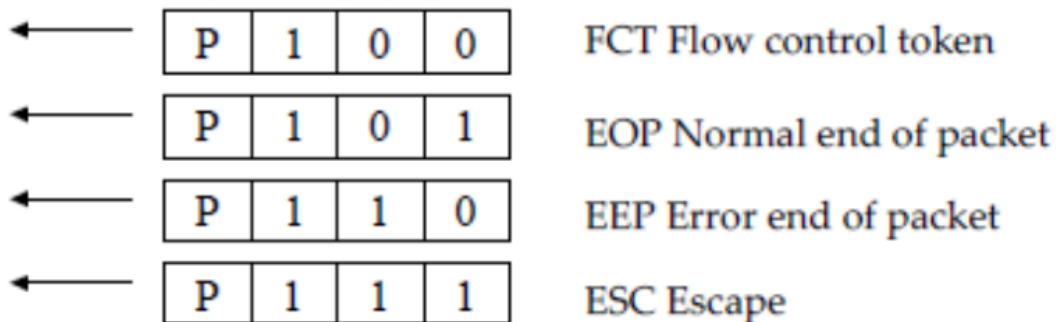 P 1 0 0 FCT Flow control token
P 1 0 1 EOP Normal end of packet
P 1 1 0 EEP Error end of packet
P 1 1 1 ESC Escape